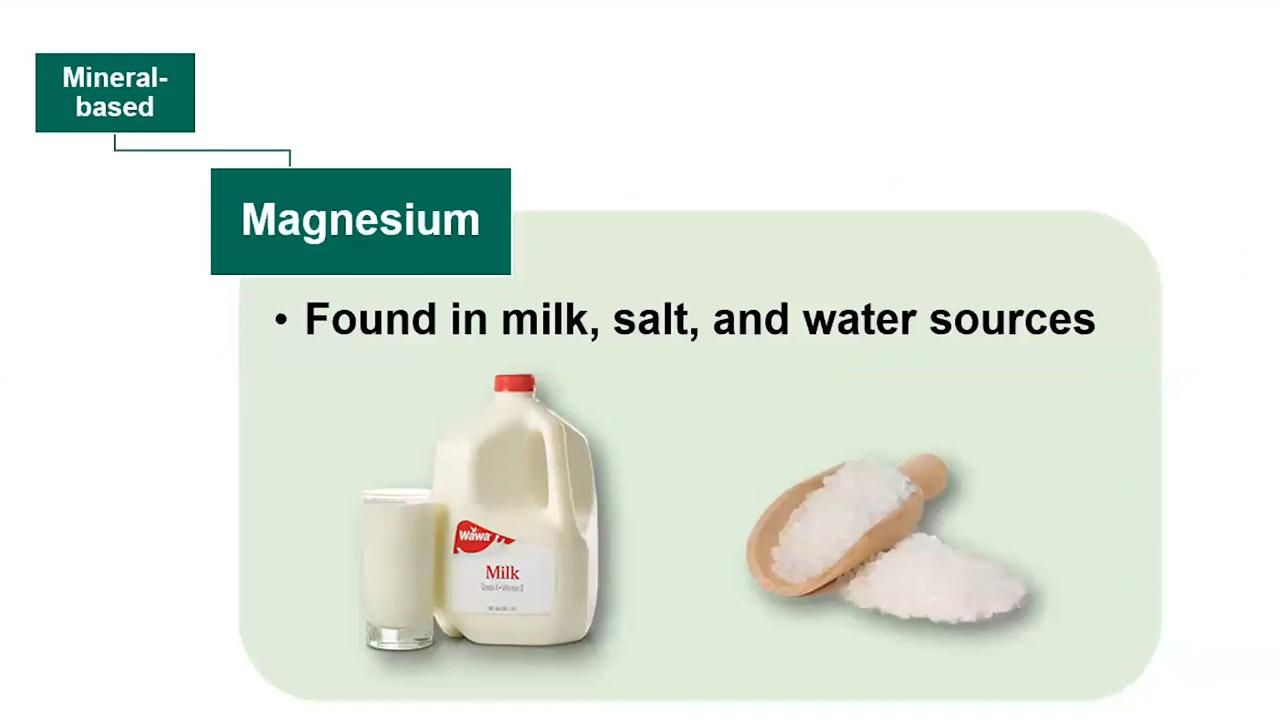 Mineral-
based
Magnesium
• Found in milk, salt, and water sources
Wawa
Milk